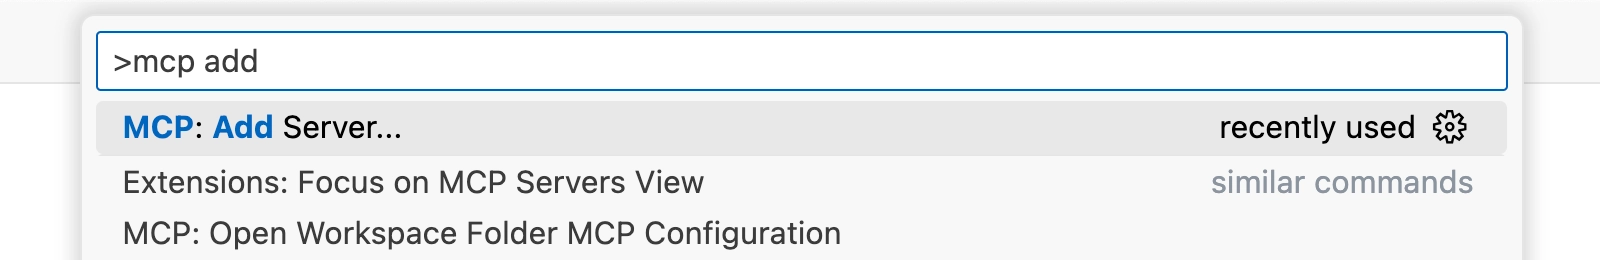 >mcp add
MCP: Add Server... recently used
Extensions: Focus on MCP Servers View similar commands
MCP: Open Workspace Folder MCP Configuration